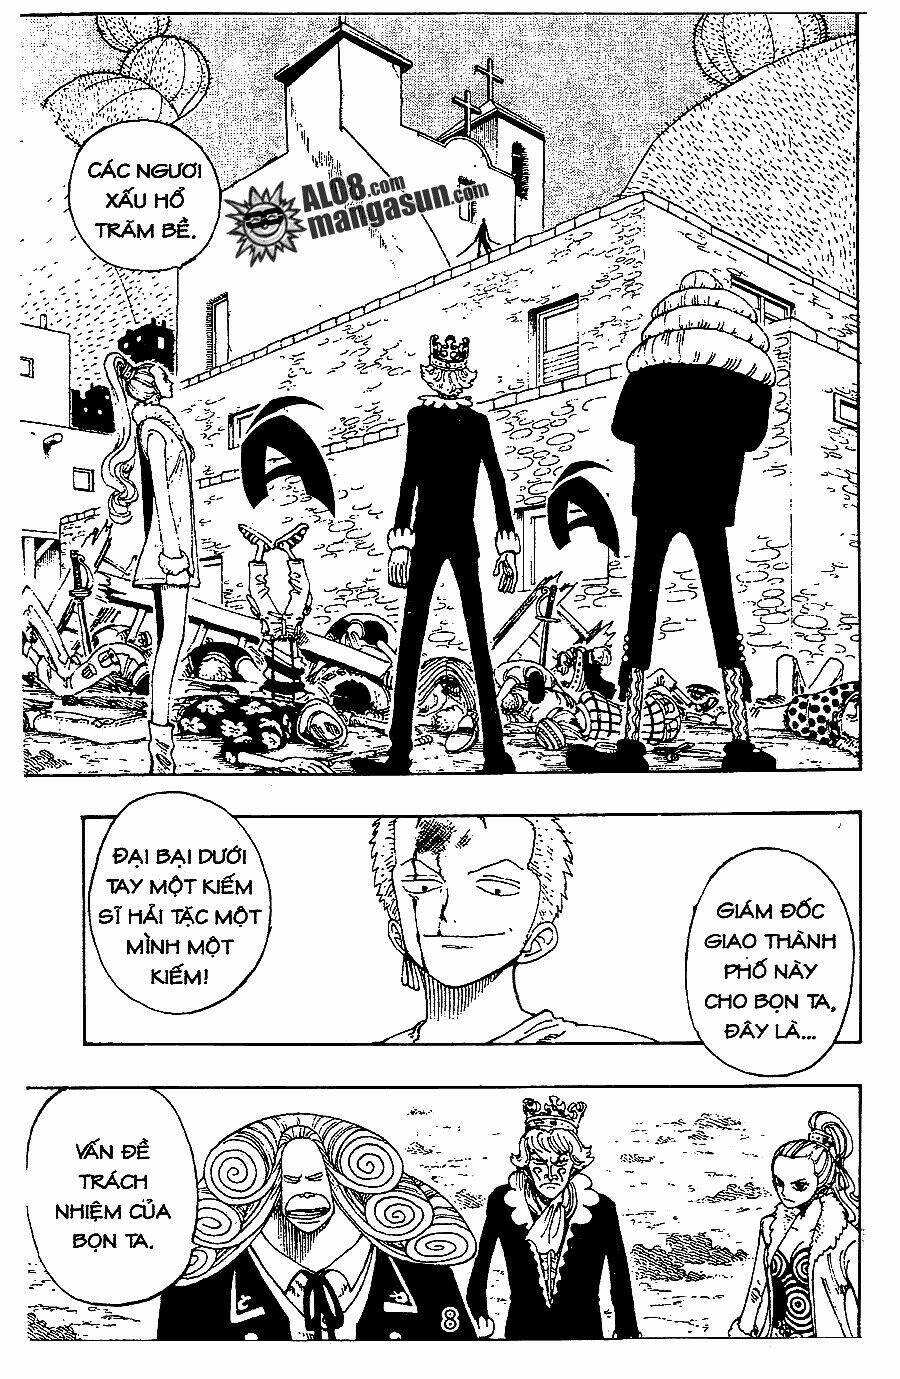 CÁC NGƯƠI
XẤU HỔ
TRĂM BỀ.
AL08.com
mangasun.com
ĐẠI BẠI DƯỚI
TAY MỘT KIẾM
SĨ HẢI TẶC MỘT
MÌNH MỘT
KIẾM!
GIÁM ĐỐC
GIAO THÀNH
PHỐ NÀY
CHO BỌN TA.
ĐÂY LÀ...
VẤN ĐỀ
TRÁCH
NHIỆM CỦA
BỌN TA.
8